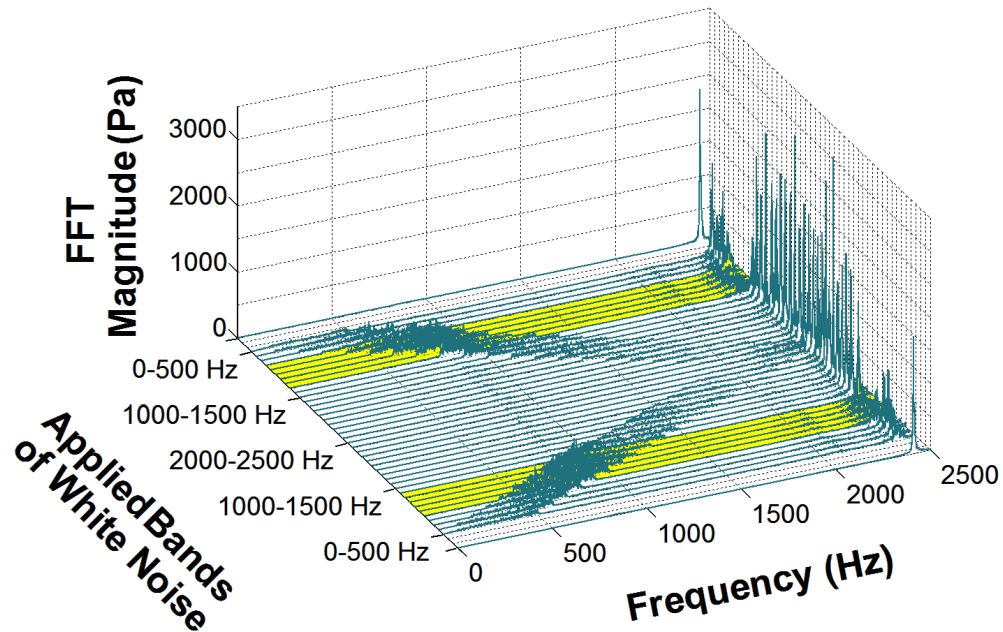 FFT
Magnitude (Pa)
3000
2000
1000
0
0-500 Hz
1000-1500 Hz
2000-2500 Hz
1000-1500 Hz
0-500 Hz
Applied Bands
of White Noise
0
500
1000
1500
2000
2500
Frequency (Hz)